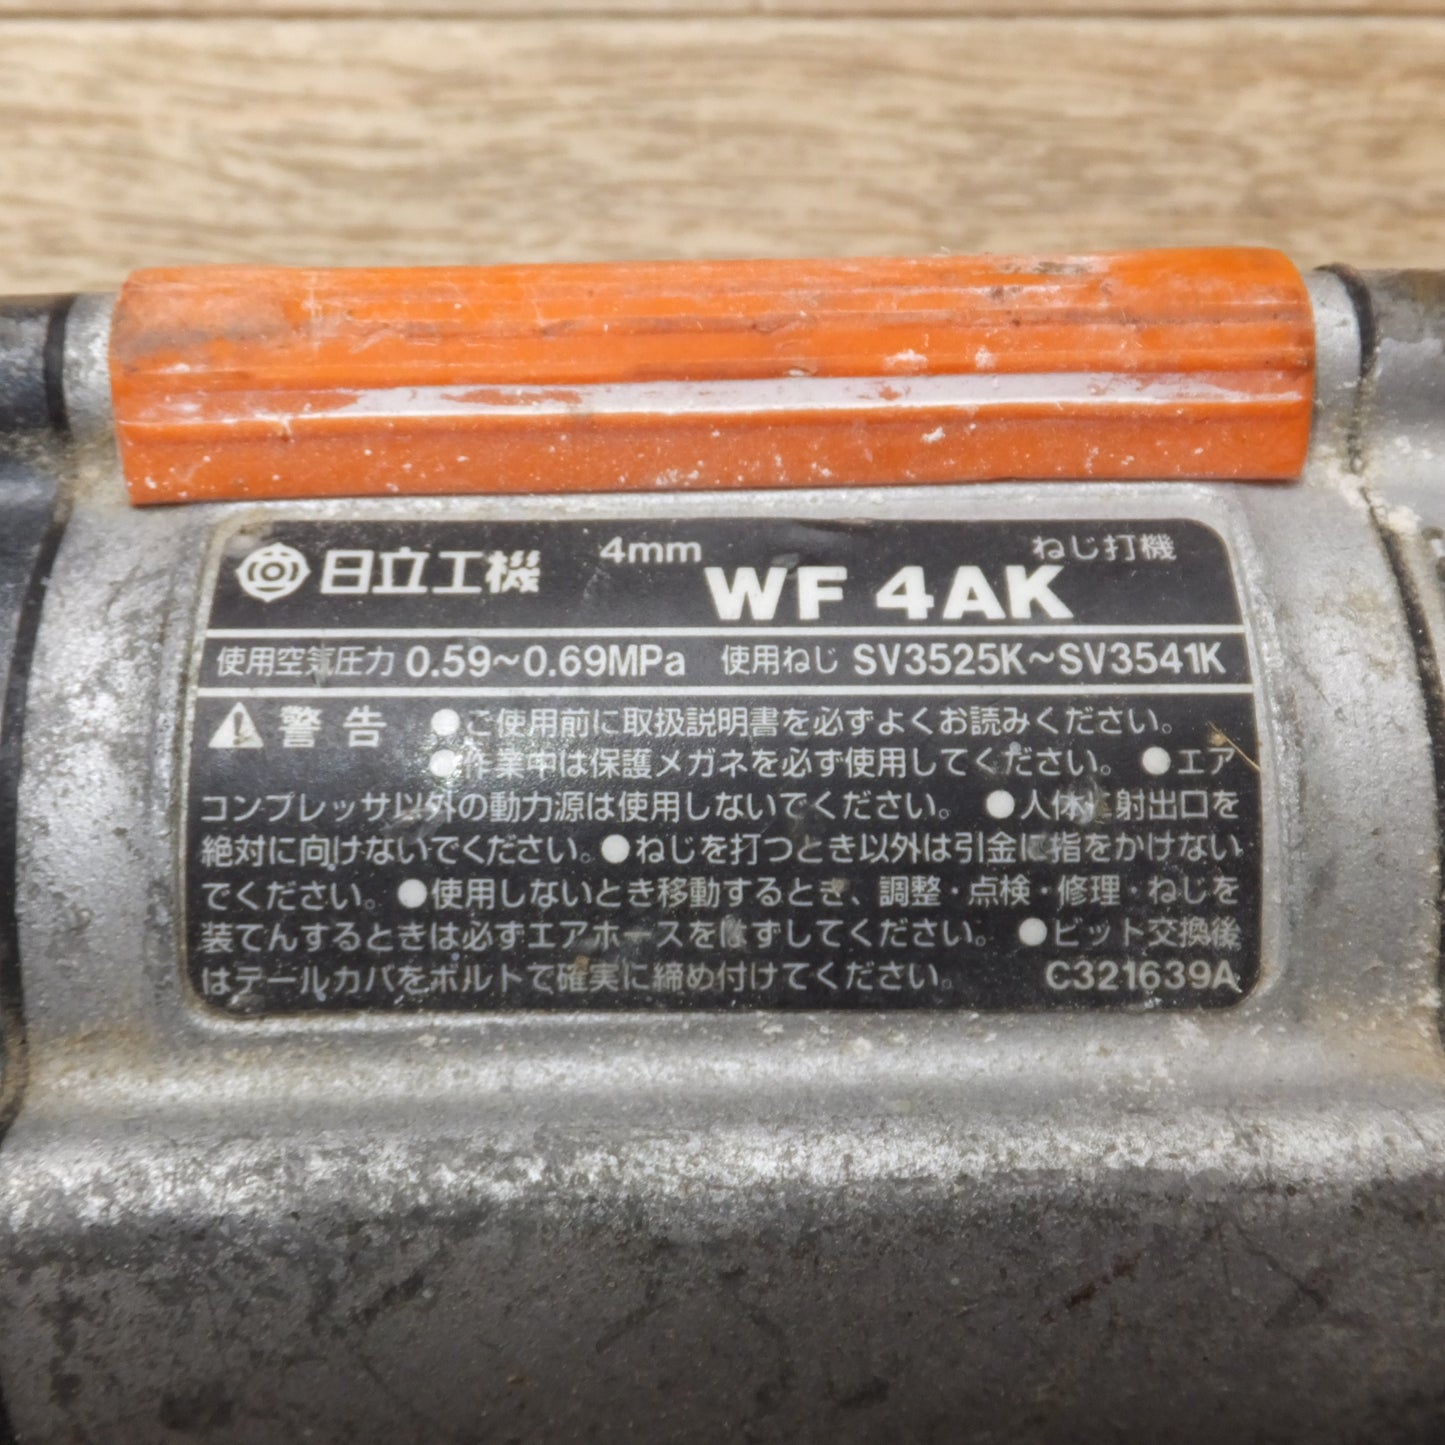 日立工機 4mm WF 4AK ねじ打機
使用空気圧力 0.59~0.69MPa 使用ねじ SV3525K~SV3541K
警告 ●ご使用前に取扱説明書を必ずよくお読みください。
●作業中は保護メガネを必ず使用してください。 ●エア
コンプレッサ以外の動力源は使用しないでください。 ●人体に射出口を
絶対に向けないでください。●ねじを打つとき以外は引金に指をかけない
でください。●使用しないとき移動するとき、調整・点検・修理・ねじを
装てんするときは必ずエアホースをはずしてください。 ●ビット交換後
はテールカバをボルトで確実に締め付けてください。 C321639A